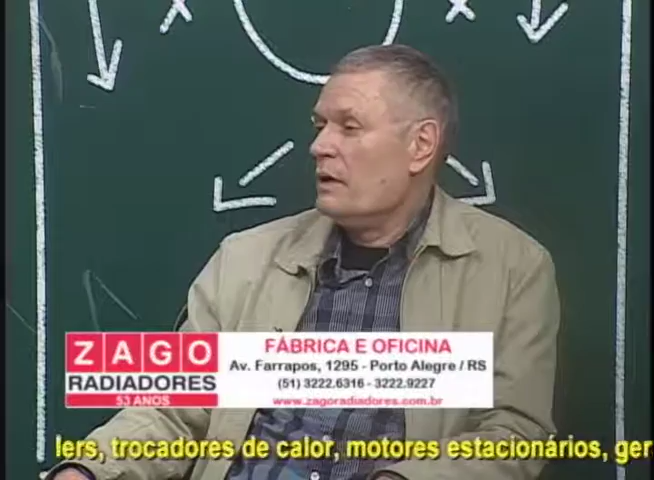 ZAGO
RADIADORES
53 ANOS
FÁBRICA E OFICINA
Av. Farrapos, 1295 - Porto Alegre / RS
(51) 3222.6316 - 3222.9227
www.zagoradiadores.com.br
lers, trocadores de calor, motores estacionários, ger